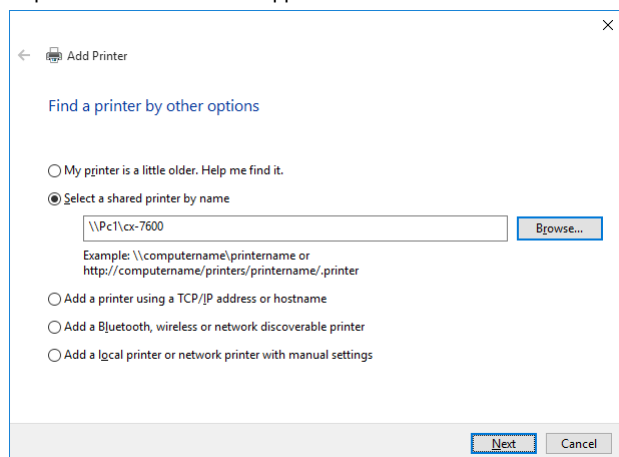 Add Printer
Find a printer by other options
My printer is a little older. Help me find it.
Select a shared printer by name
\\Pc1\cx-7600
Browse...
Example: \\computername\printername or
http://computername/printers/printername/.printer
Add a printer using a TCP/IP address or hostname
Add a Bluetooth, wireless or network discoverable printer
Add a local printer or network printer with manual settings
Next
Cancel